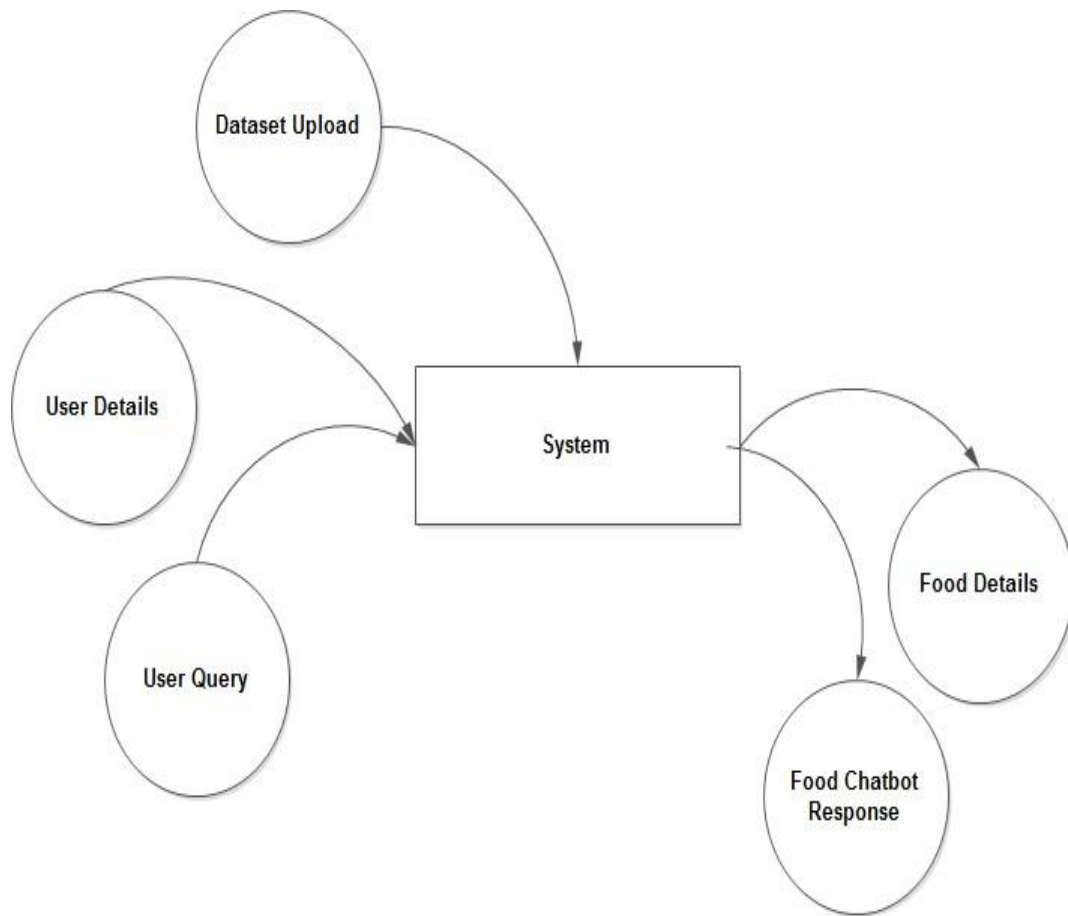 Dataset Upload
User Details
System
User Query
Food Details
Food Chatbot
Response